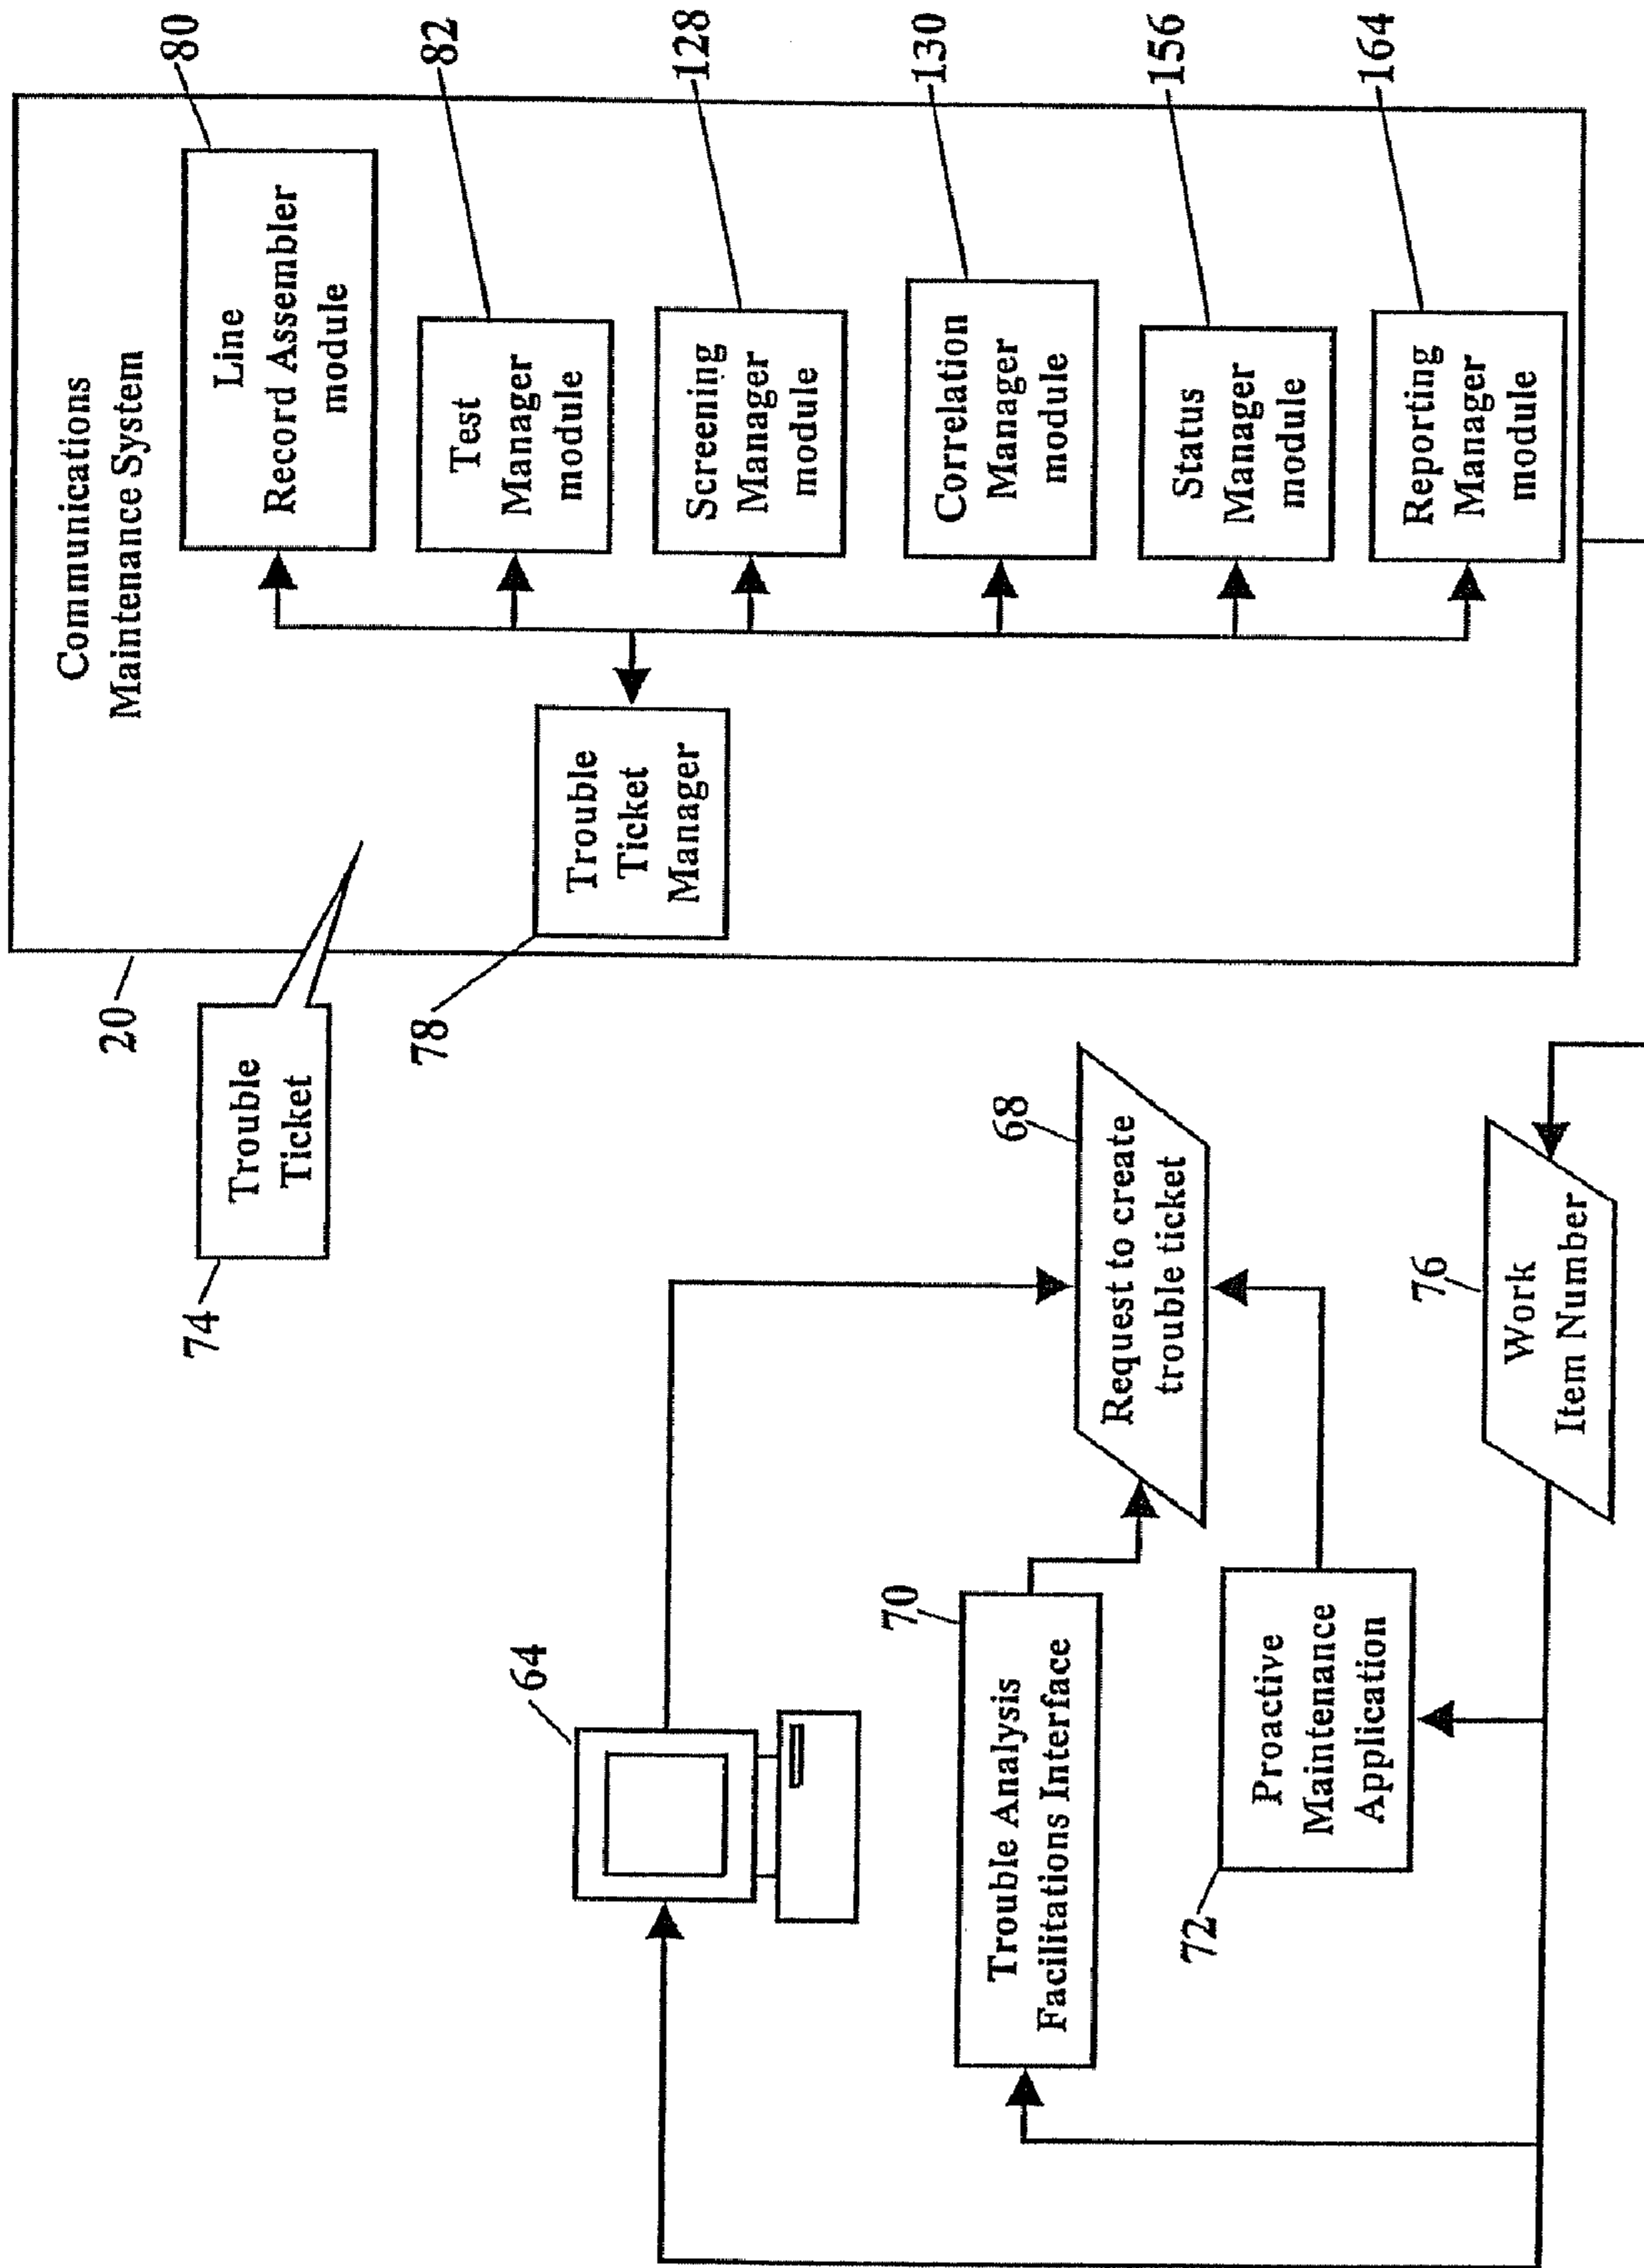 Communications
Maintenance System
20
Trouble
Ticket
74
Line
Record Assembler
module
80
Test
Manager
module
82
Trouble
Ticket
Manager
78
Screening
Manager
module
128
Correlation
Manager
module
130
Status
Manager
module
156
Reporting
Manager
module
164
64
Request to create
trouble ticket
68
Trouble Analysis
Facilitations Interface
70
Proactive
Maintenance
Application
72
Work
Item Number
76